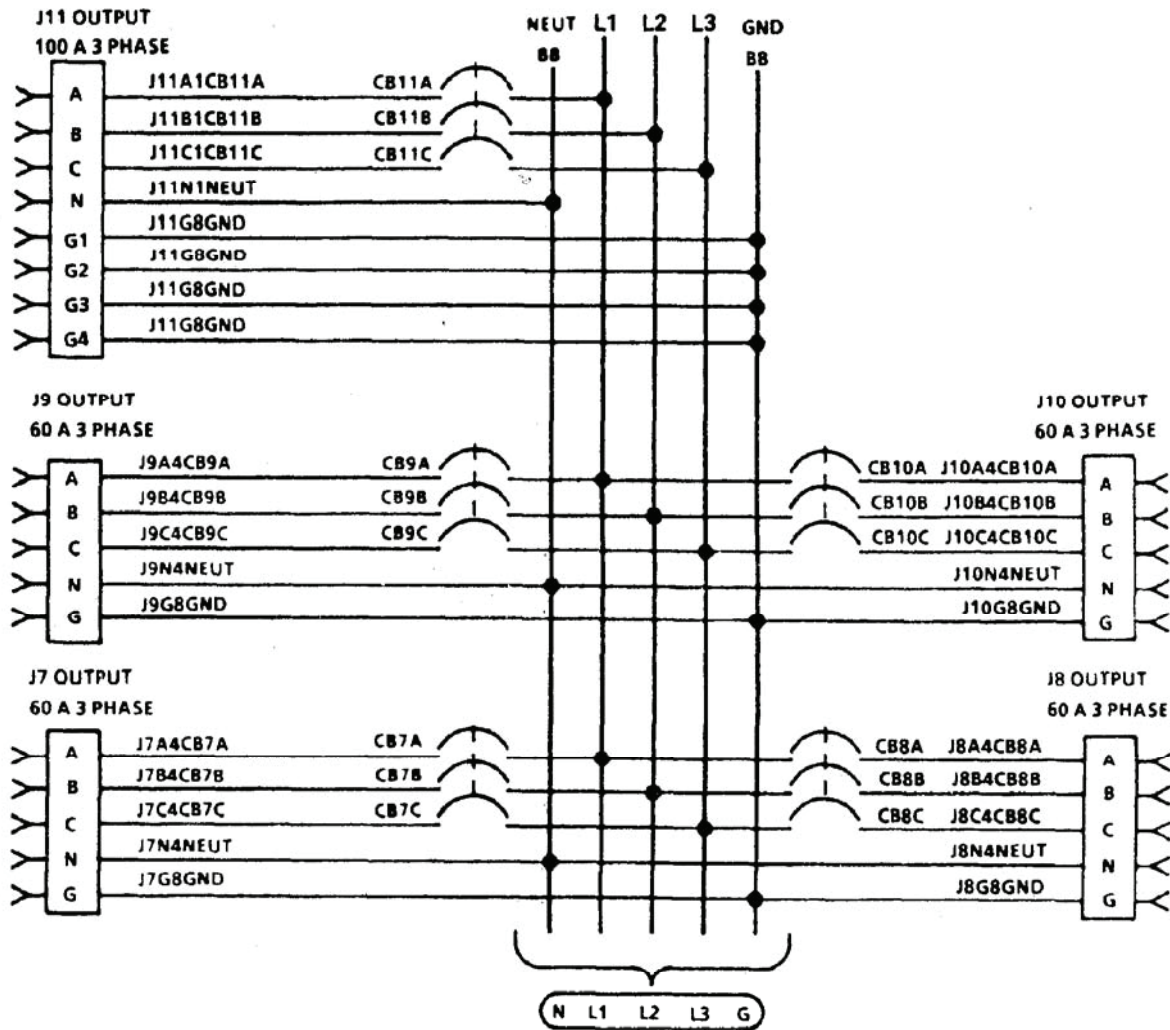 J11 OUTPUT
100 A 3 PHASE
NEUT
BB
L1
L2
L3
GND
BB
A
J11A1CB11A
CB11A
B
J11B1CB11B
CB11B
C
J11C1CB11C
CB11C
N
J11N1NEUT
G1
J11G8GND
G2
J11G8GND
G3
J11G8GND
G4
J11G8GND
J9 OUTPUT
60 A 3 PHASE
A
J9A4CB9A
CB9A
B
J9B4CB9B
CB9B
C
J9C4CB9C
CB9C
N
J9N4NEUT
G
J9G8GND
J10 OUTPUT
60 A 3 PHASE
CB10A
J10A4CB10A
A
CB10B
J10B4CB10B
B
CB10C
J10C4CB10C
C
J10N4NEUT
N
J10G8GND
G
J7 OUTPUT
60 A 3 PHASE
A
J7A4CB7A
CB7A
B
J7B4CB7B
CB7B
C
J7C4CB7C
CB7C
N
J7N4NEUT
G
J7G8GND
J8 OUTPUT
60 A 3 PHASE
CB8A
J8A4CB8A
A
CB8B
J8B4CB8B
B
CB8C
J8C4CB8C
C
J8N4NEUT
N
J8G8GND
G
N L1 L2 L3 G